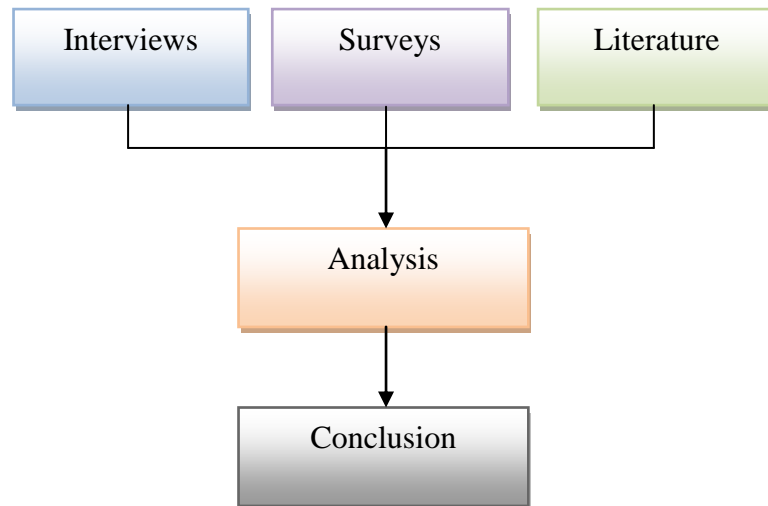 Interviews
Surveys
Literature
Analysis
Conclusion